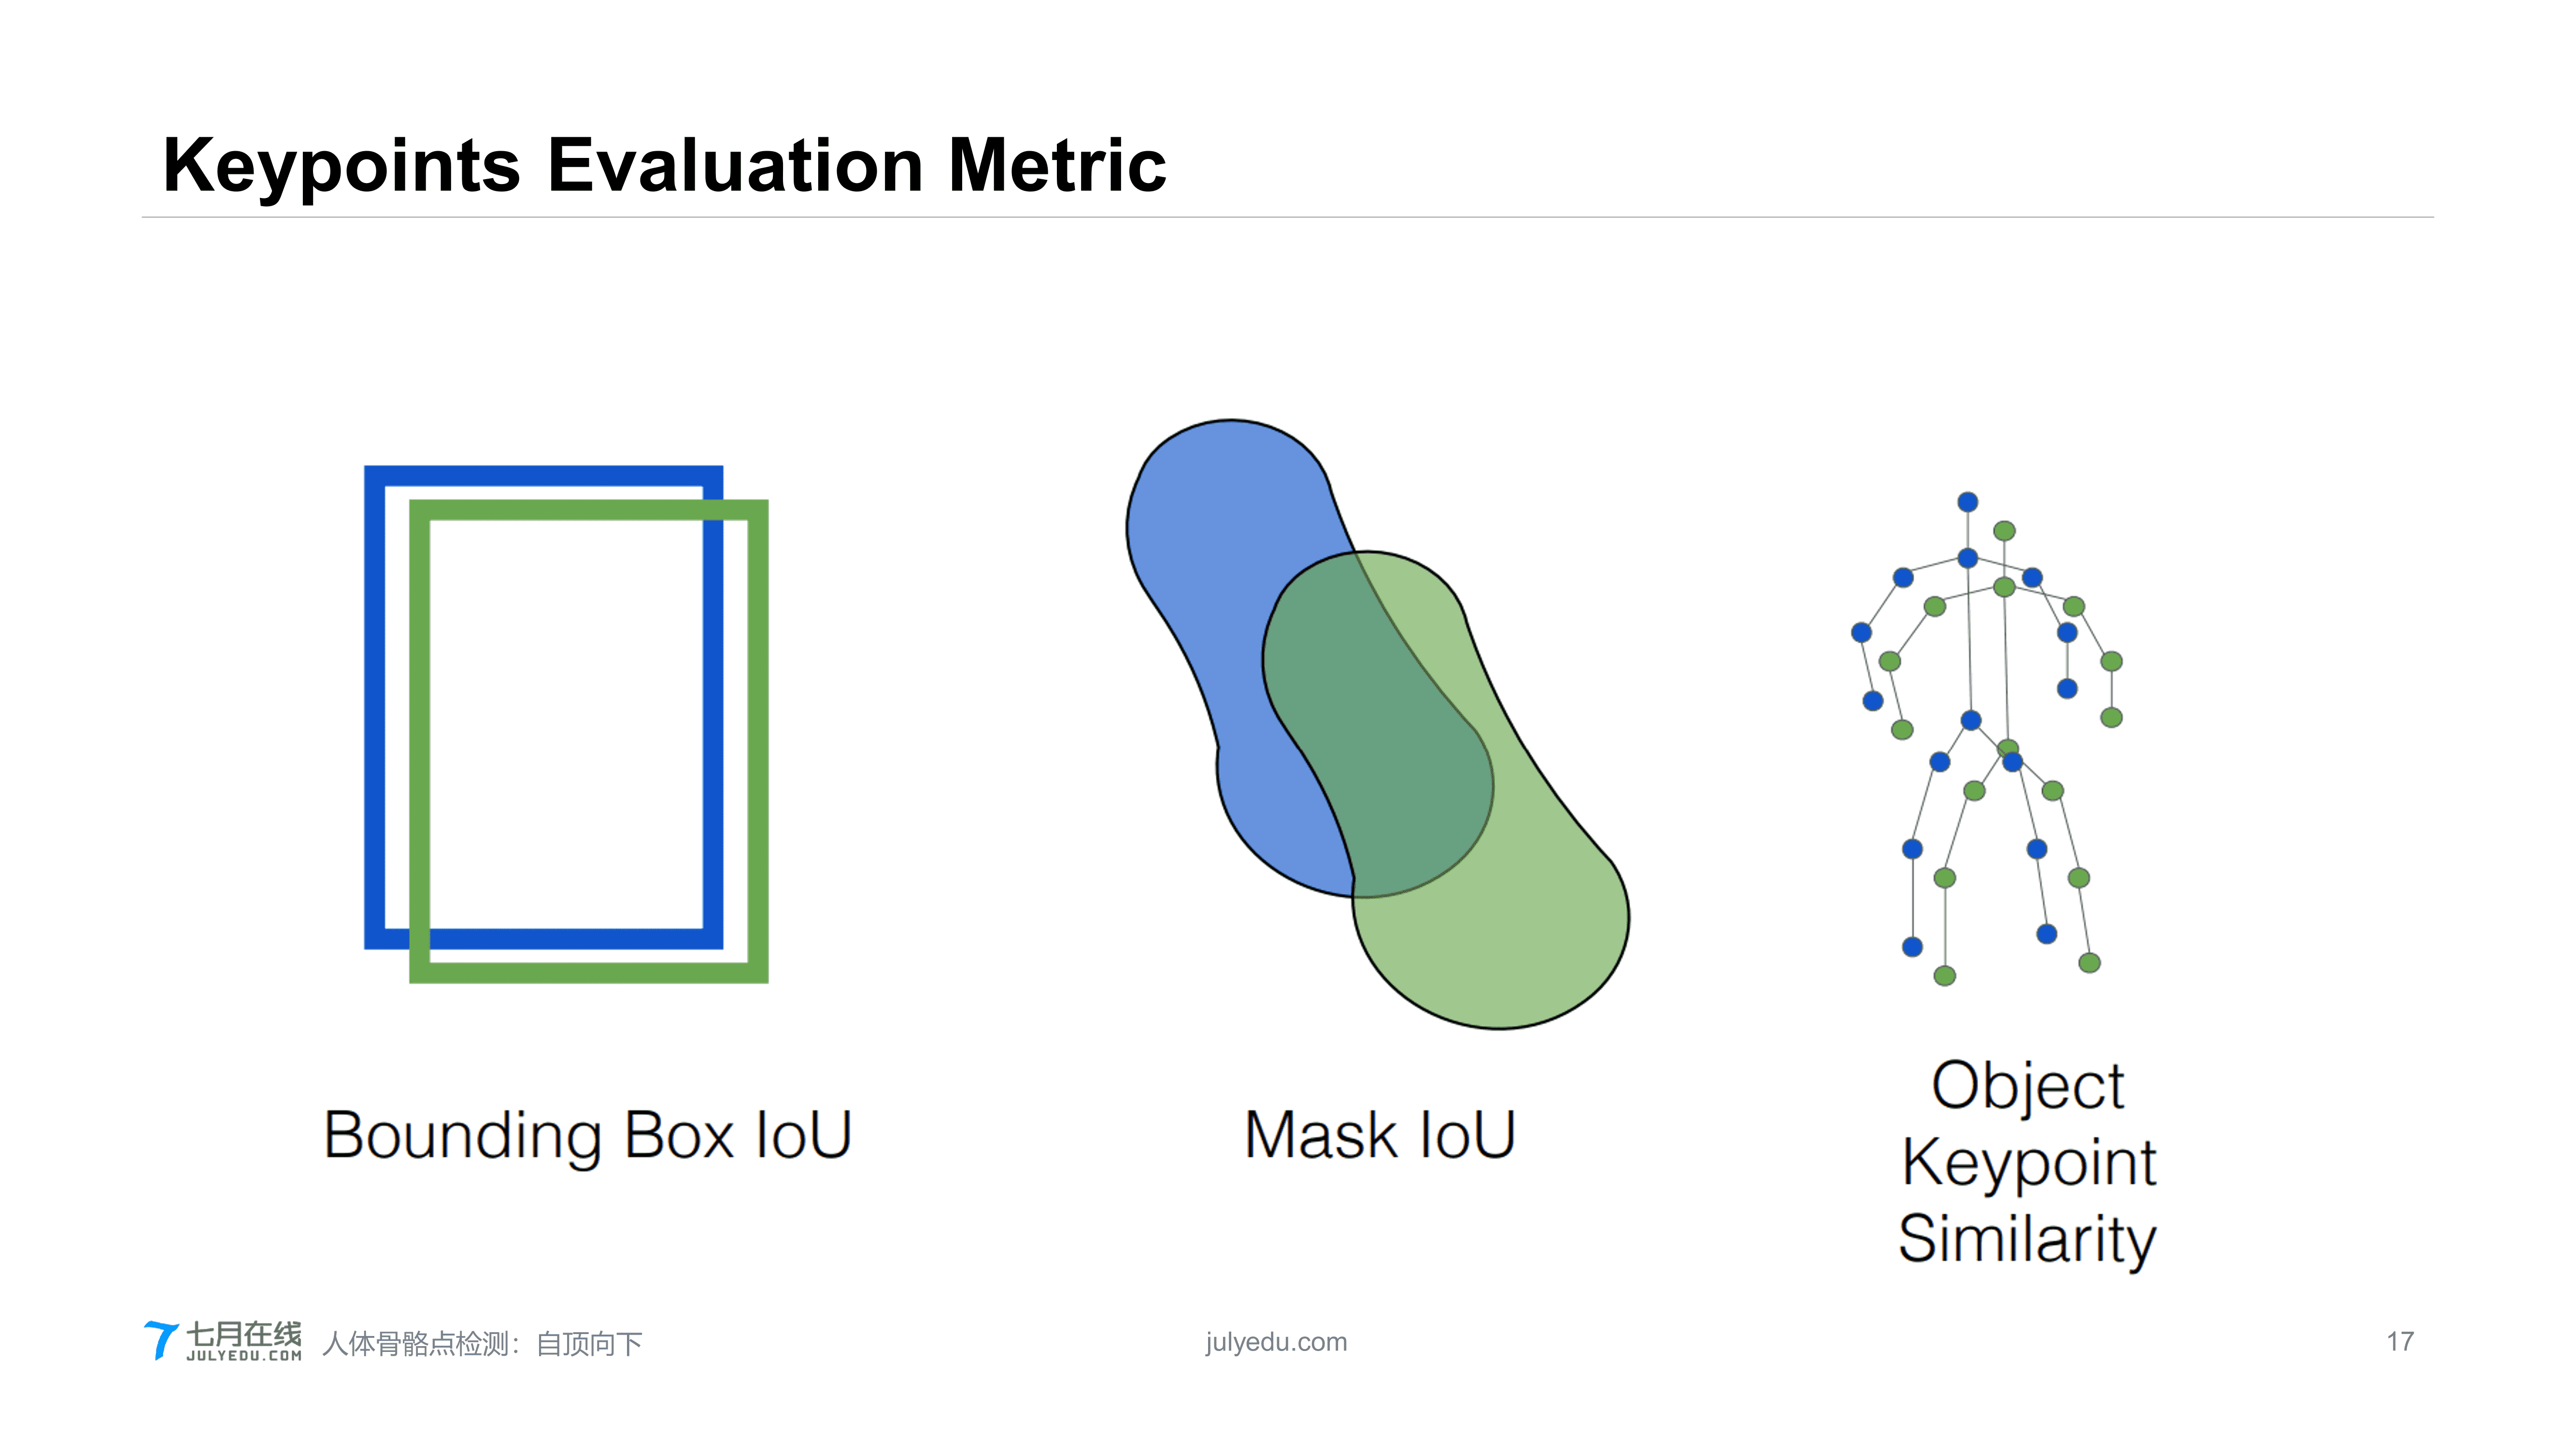 Keypoints Evaluation Metric
Bounding Box IoU
Mask IoU
Object
Keypoint
Similarity
七月在线
JULYEDU.COM
人体骨骼点检测：自顶向下
julyedu.com
17